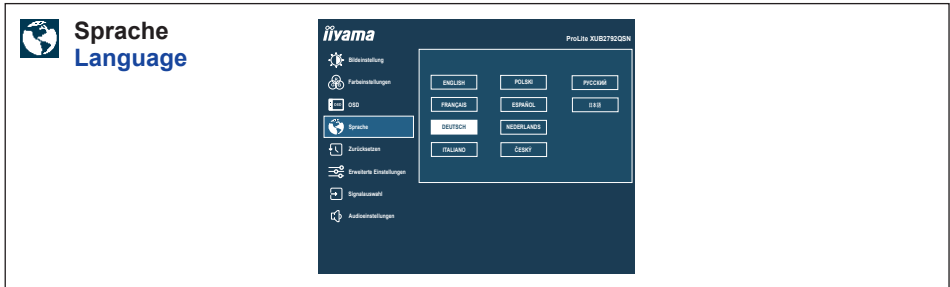 Sprache
Language
iiyama
ProLite XUB2792QSN
Bildeinstellung
Farbeinstellungen
OSD
Sprache
Zurücksetzen
Erweiterte Einstellungen
Signalauswahl
Audioeinstellungen
ENGLISH POLSKI РУССКИЙ
FRANÇAIS ESPAÑOL
DEUTSCH NEDERLANDS
ITALIANO ČESKÝ